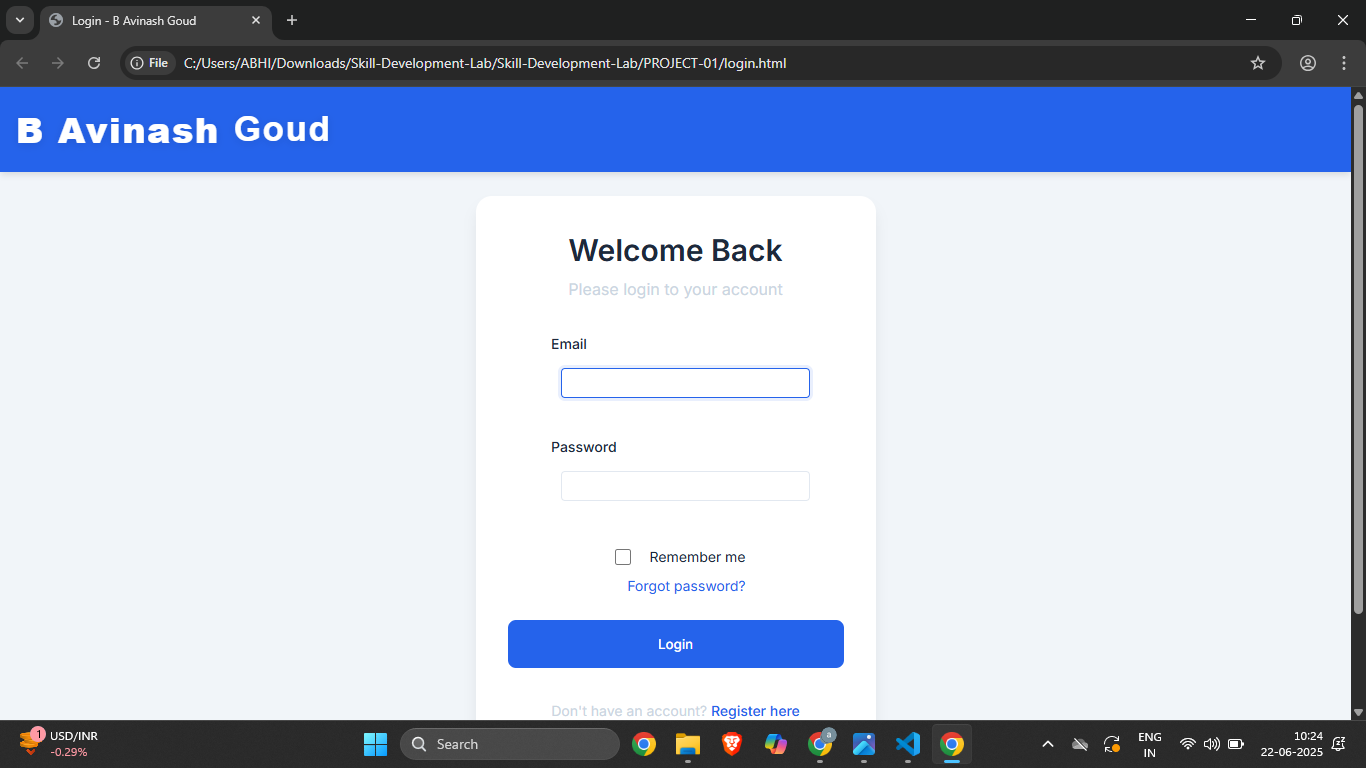 Login - B Avinash Goud
File C:/Users/ABHI/Downloads/Skill-Development-Lab/Skill-Development-Lab/PROJECT-01/login.html
B Avinash Goud
Welcome Back
Please login to your account
Email
Password
Remember me
Forgot password?
Login
Don't have an account? Register here
1
USD/INR
-0.29%
Search
a
ENG
IN
10:24
22-06-2025